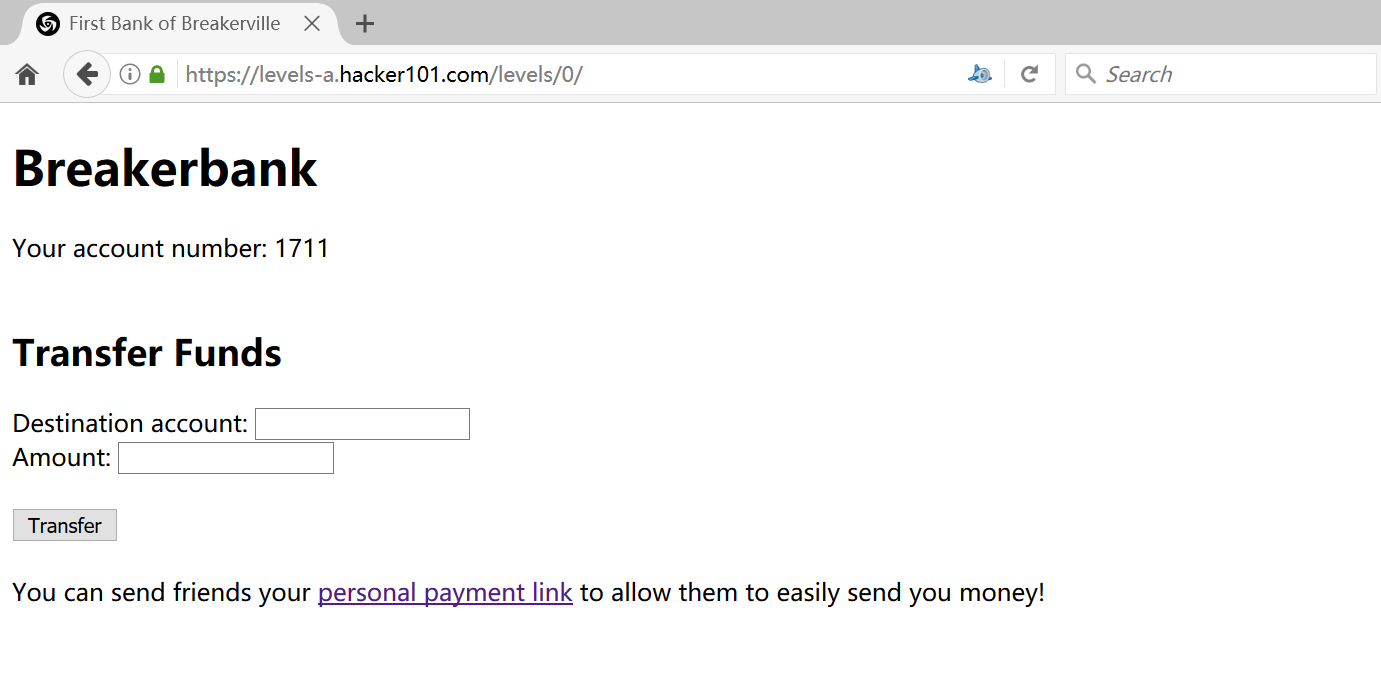 First Bank of Breakerville
https://levels-a.hacker101.com/levels/0/
Search
Breakerbank
Your account number: 1711
Transfer Funds
Destination account:
Amount:
Transfer
You can send friends your personal payment link to allow them to easily send you money!